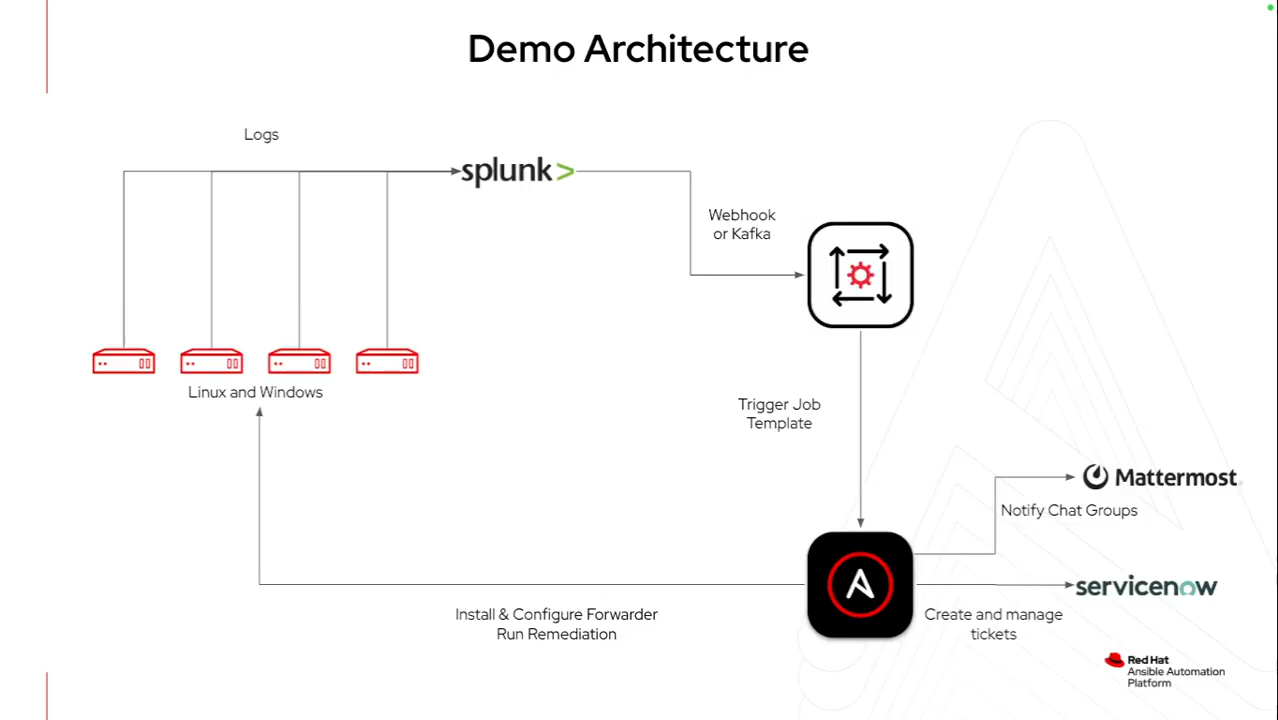 Demo Architecture
Logs
splunk>
Webhook
or Kafka
Linux and Windows
Trigger Job
Template
Mattermost
Notify Chat Groups
servicenow
Install & Configure Forwarder
Run Remediation
Create and manage
tickets
Red Hat
Ansible Automation
Platform